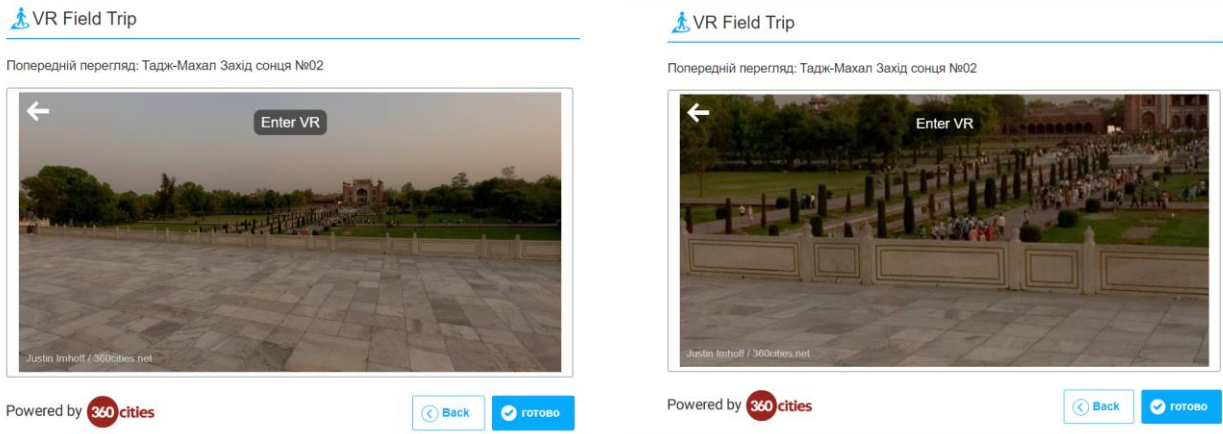 VR Field Trip
Попередній перегляд: Тадж-Махал Захід сонця №02
Enter VR
Justin Imhoff / 360cities.net
Powered by 360 cities
Back
готово
VR Field Trip
Попередній перегляд: Тадж-Махал Захід сонця №02
Enter VR
Justin Imhoff / 360cities.net
Powered by 360 cities
Back
готово